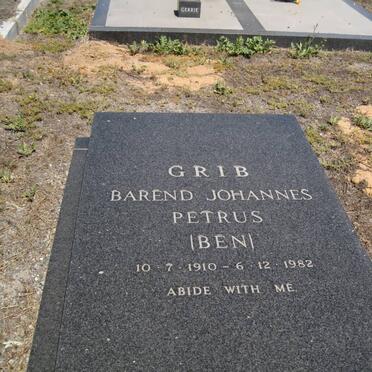 GERRIE
GRIB
BAREND JOHANNES
PETRUS
|BEN|
10·7·1910 - 6·12·1982
ABIDE WITH ME.